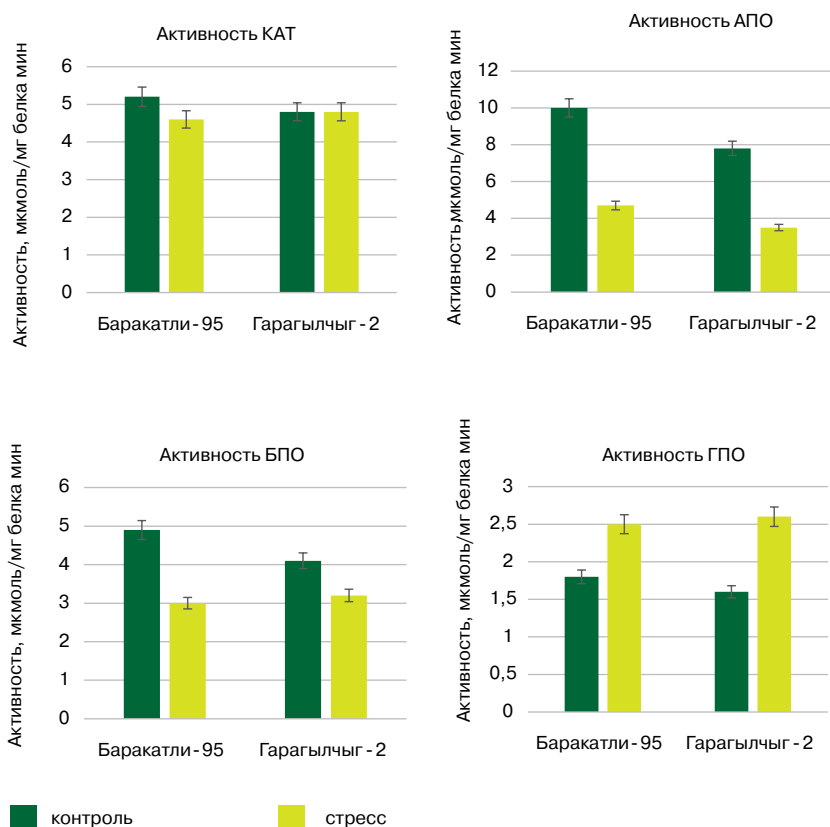 Активность КАТ
Активность, мкмоль/мг белка мин
6
5
4
3
2
1
0
Баракатли-95 Гарагылчыг-2
Активность АПО
Активность,мкмоль/мг белка мин
12
10
8
6
4
2
0
Баракатли-95 Гарагылчыг-2
Активность БПО
Активность, мкмоль/мг белка мин
6
5
4
3
2
1
0
Баракатли-95 Гарагылчыг-2
Активность ГПО
Активность, мкмоль/мг белка мин
3
2,5
2
1,5
1
0,5
0
Баракатли-95 Гарагылчыг-2
контроль стресс